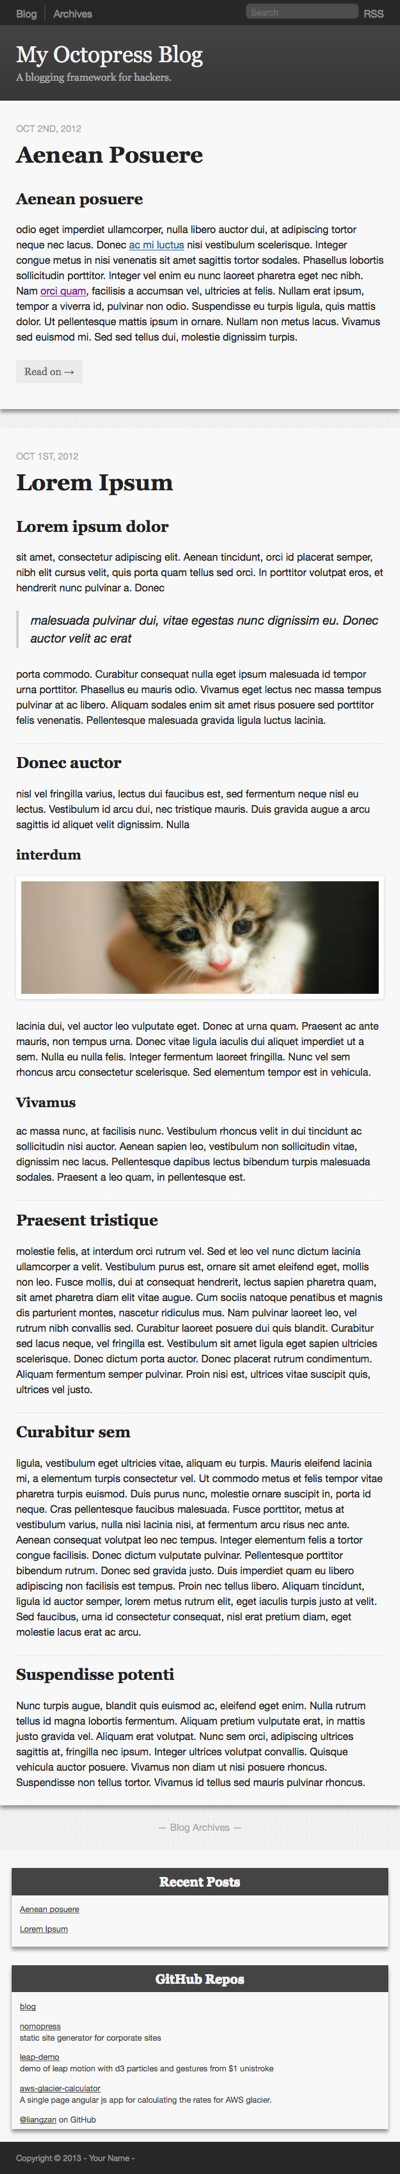 Blog Archives Search RSS
My Octopress Blog
A blogging framework for hackers.
OCT 2ND, 2012
Aenean Posuere
Aenean posuere
odio eget imperdiet ullamcorper, nulla libero auctor dui, at adipiscing tortor
neque nec lacus. Donec ac mi luctus nisi vestibulum scelerisque. Integer
congue metus in nisi venenatis sit amet sagittis tortor sodales. Phasellus lobortis
sollicitudin porttitor. Integer vel enim eu nunc laoreet pharetra eget nec nibh.
Nam orci quam, facilisis a accumsan vel, ultricies at felis. Nullam erat ipsum,
tempor a viverra id, pulvinar non odio. Suspendisse eu turpis ligula, quis mattis
dolor. Ut pellentesque mattis ipsum in ornare. Nullam non metus lacus. Vivamus
sed euismod mi. Sed sed tellus dui, molestie dignissim turpis.
Read on →
OCT 1ST, 2012
Lorem Ipsum
Lorem ipsum dolor
sit amet, consectetur adipiscing elit. Aenean tincidunt, orci id placerat semper,
nibh elit cursus velit, quis porta quam tellus sed orci. In porttitor volutpat eros, et
hendrerit nunc pulvinar a. Donec
malesuada pulvinar dui, vitae egestas nunc dignissim eu. Donec
auctor velit ac erat
porta commodo. Curabitur consequat nulla eget ipsum malesuada id tempor
urna porttitor. Phasellus eu mauris odio. Vivamus eget lectus nec massa tempus
pulvinar at ac libero. Aliquam sodales enim sit amet risus posuere sed porttitor
felis venenatis. Pellentesque malesuada gravida ligula luctus lacinia.
Donec auctor
nisl vel fringilla varius, lectus dui faucibus est, sed fermentum neque nisl eu
lectus. Vestibulum id arcu dui, nec tristique mauris. Duis gravida augue a arcu
sagittis id aliquet velit dignissim. Nulla
interdum
lacinia dui, vel auctor leo vulputate eget. Donec at urna quam. Praesent ac ante
mauris, non tempus urna. Donec vitae ligula iaculis dui aliquet imperdiet ut a
sem. Nulla eu nulla felis. Integer fermentum laoreet fringilla. Nunc vel sem
rhoncus arcu consectetur scelerisque. Sed elementum tempor est in vehicula.
Vivamus
ac massa nunc, at facilisis nunc. Vestibulum rhoncus velit in dui tincidunt ac
sollicitudin nisi auctor. Aenean sapien leo, vestibulum non sollicitudin vitae,
dignissim nec lacus. Pellentesque dapibus lectus bibendum turpis malesuada
sodales. Praesent a leo quam, in pellentesque est.
Praesent tristique
molestie felis, at interdum orci rutrum vel. Sed et leo vel nunc dictum lacinia
ullamcorper a velit. Vestibulum purus est, ornare sit amet eleifend eget, mollis
non leo. Fusce mollis, dui at consequat hendrerit, lectus sapien pharetra quam,
sit amet pharetra diam elit vitae augue. Cum sociis natoque penatibus et magnis
dis parturient montes, nascetur ridiculus mus. Nam pulvinar laoreet leo, vel
rutrum nibh convallis sed. Curabitur laoreet posuere dui quis blandit. Curabitur
sed lacus neque, vel fringilla est. Vestibulum sit amet ligula eget sapien ultricies
scelerisque. Donec dictum porta auctor. Donec placerat rutrum condimentum.
Aliquam fermentum semper pulvinar. Proin nisi est, ultrices vitae suscipit quis,
ultrices vel justo.
Curabitur sem
ligula, vestibulum eget ultricies vitae, aliquam eu turpis. Mauris eleifend lacinia
mi, a elementum turpis consectetur vel. Ut commodo metus et felis tempor vitae
pharetra turpis euismod. Duis purus nunc, molestie ornare suscipit in, porta id
neque. Cras pellentesque faucibus malesuada. Fusce porttitor, metus at
vestibulum varius, nulla nisi lacinia nisi, at fermentum arcu risus nec ante.
Aenean consequat volutpat leo nec tempus. Integer elementum felis a tortor
congue facilisis. Donec dictum vulputate pulvinar. Pellentesque porttitor
bibendum rutrum. Donec sed gravida justo. Duis imperdiet quam eu libero
adipiscing non facilisis est tempus. Proin nec tellus libero. Aliquam tincidunt,
ligula id auctor semper, lorem metus rutrum elit, eget iaculis turpis justo at velit.
Sed faucibus, urna id consectetur consequat, nisl erat pretium diam, eget
molestie lacus erat ac arcu.
Suspendisse potenti
Nunc turpis augue, blandit quis euismod ac, eleifend eget enim. Nulla rutrum
tellus id magna lobortis fermentum. Aliquam pretium vulputate erat, in mattis
justo gravida vel. Aliquam erat volutpat. Nunc sem orci, adipiscing ultrices
sagittis at, fringilla nec ipsum. Integer ultrices volutpat convallis. Quisque
vehicula auctor posuere. Vivamus non diam ut nisi posuere rhoncus.
Suspendisse non tellus tortor. Vivamus id tellus sed mauris pulvinar rhoncus.
— Blog Archives —
Recent Posts
Aenean posuere
Lorem Ipsum
GitHub Repos
blog
nomopress
static site generator for corporate sites
leap-demo
demo of leap motion with d3 particles and gestures from $1 unistroke
aws-glacier-calculator
A single page angular js app for calculating the rates for AWS glacier.
@liangzan on GitHub
Copyright © 2013 - Your Name -